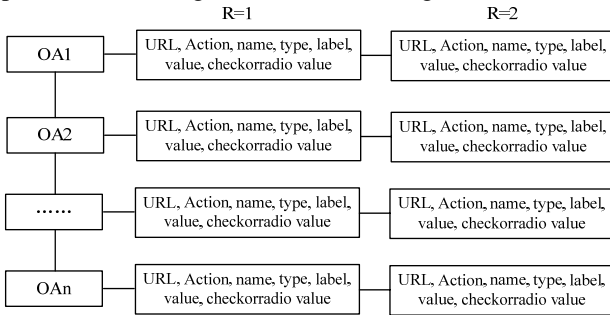 R=1 R=2
OA1 URL, Action, name, type, label, URL, Action, name, type, label,
value, checkorradio value value, checkorradio value
OA2 URL, Action, name, type, label, URL, Action, name, type, label,
value, checkorradio value value, checkorradio value
…… URL, Action, name, type, label, URL, Action, name, type, label,
value, checkorradio value value, checkorradio value
OAn URL, Action, name, type, label, URL, Action, name, type, label,
value, checkorradio value value, checkorradio value